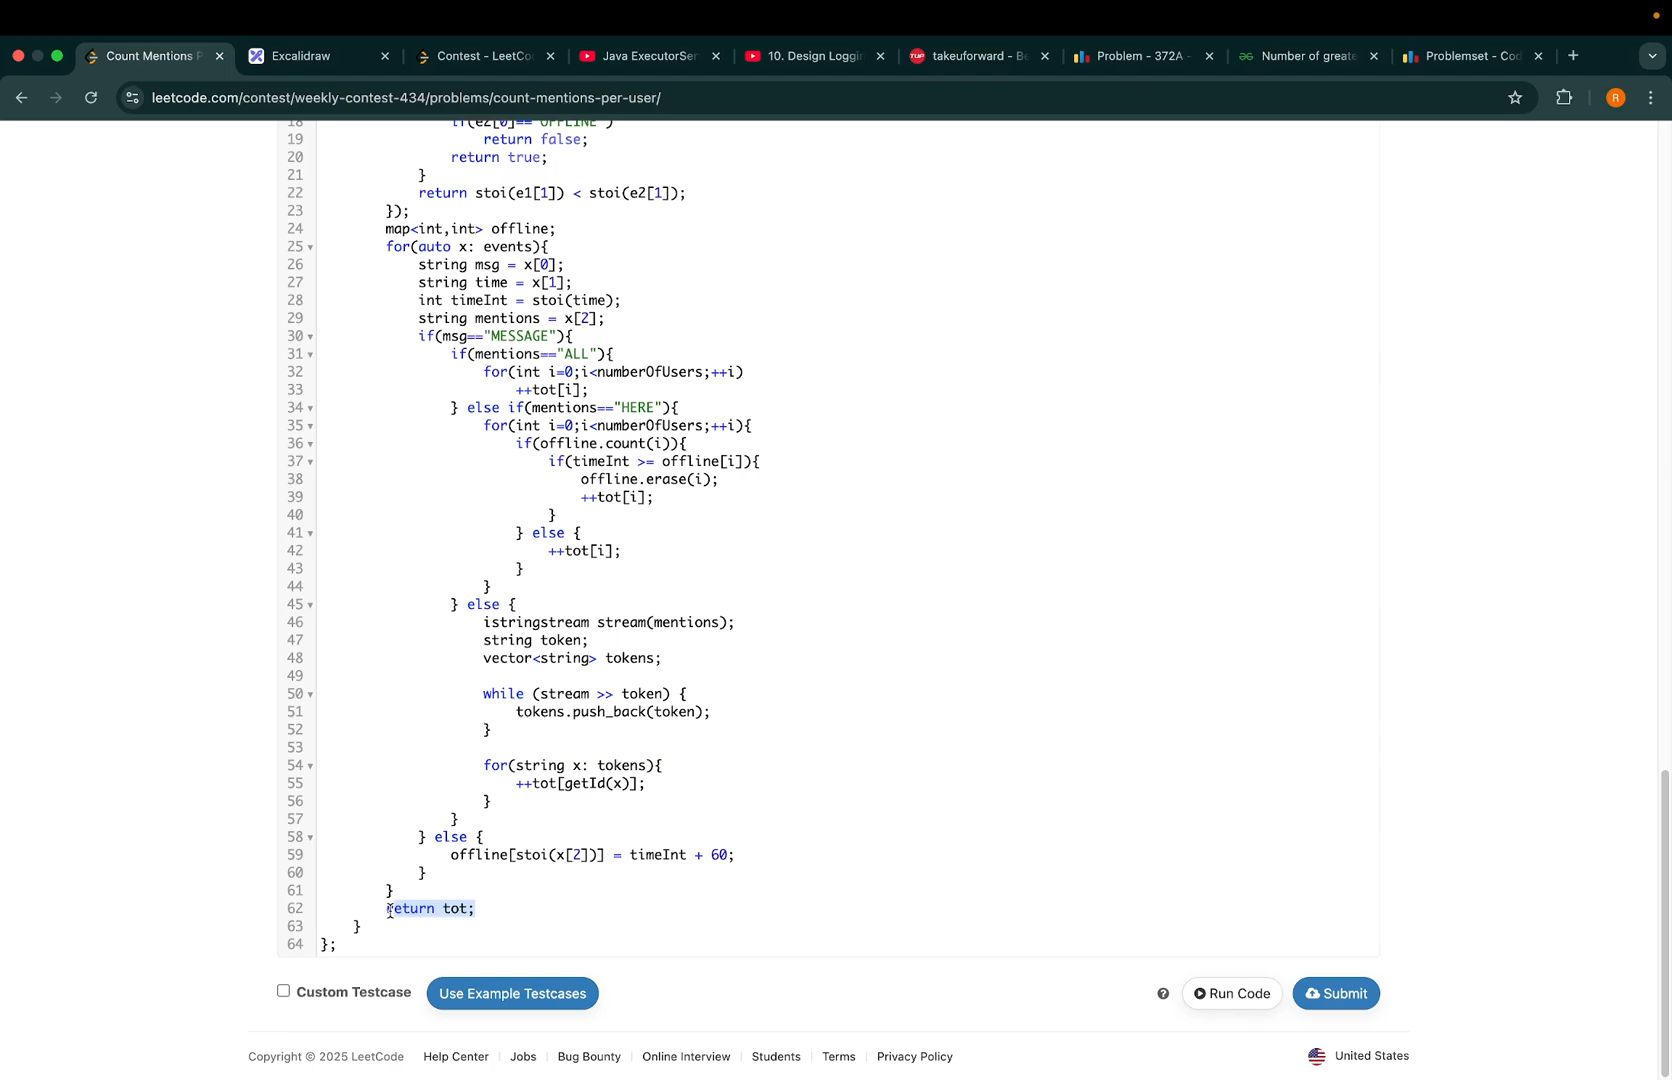 Count Mentions P
Excalidraw
Contest - LeetCo
Java ExecutorSer
10. Design Loggin
takeuforward - Be
Problem - 372A -
Number of greate
Problemset - Cod
leetcode.com/contest/weekly-contest-434/problems/count-mentions-per-user/
R
18 if(e2[0]=="OFFLINE")
19 return false;
20 return true;
21 }
22 return stoi(e1[1]) < stoi(e2[1]);
23 });
24 map<int,int> offline;
25 for(auto x: events){
26 string msg = x[0];
27 string time = x[1];
28 int timeInt = stoi(time);
29 string mentions = x[2];
30 if(msg=="MESSAGE"){
31 if(mentions=="ALL"){
32 for(int i=0;i<numberOfUsers;++i)
33 ++tot[i];
34 } else if(mentions=="HERE"){
35 for(int i=0;i<numberOfUsers;++i){
36 if(offline.count(i)){
37 if(timeInt >= offline[i]){
38 offline.erase(i);
39 ++tot[i];
40 }
41 } else {
42 ++tot[i];
43 }
44 }
45 } else {
46 istringstream stream(mentions);
47 string token;
48 vector<string> tokens;
49
50 while (stream >> token) {
51 tokens.push_back(token);
52 }
53
54 for(string x: tokens){
55 ++tot[getId(x)];
56 }
57 }
58 } else {
59 offline[stoi(x[2])] = timeInt + 60;
60 }
61 }
62 return tot;
63 }
64 };
Custom Testcase
Use Example Testcases
Run Code
Submit
Copyright © 2025 LeetCode Help Center Jobs Bug Bounty Online Interview Students Terms Privacy Policy
United States